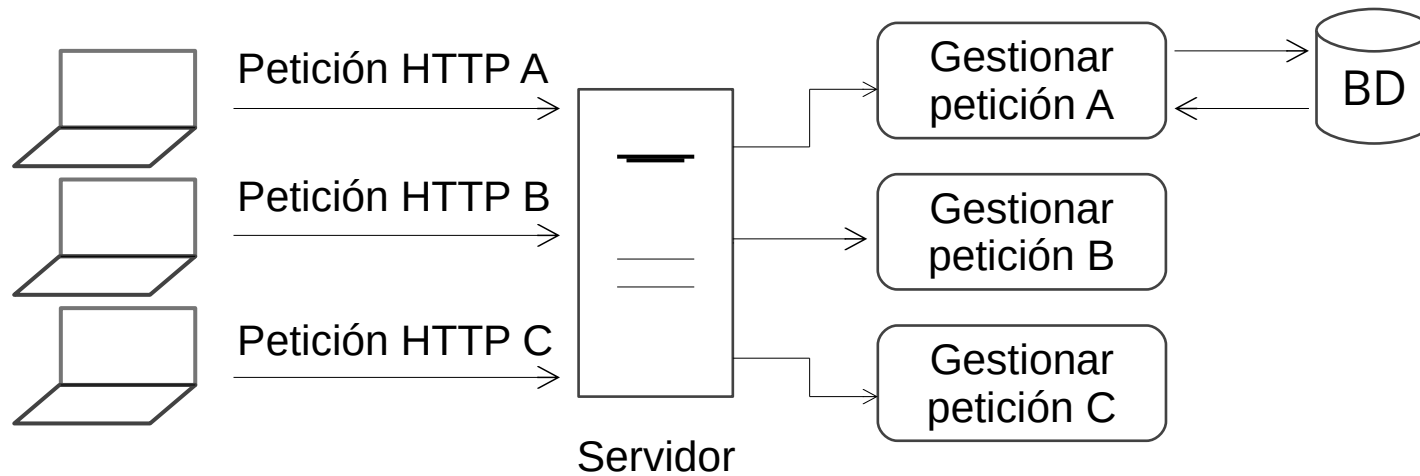 Petición HTTP A
Petición HTTP B
Petición HTTP C
Servidor
Gestionar
petición A
Gestionar
petición B
Gestionar
petición C
BD